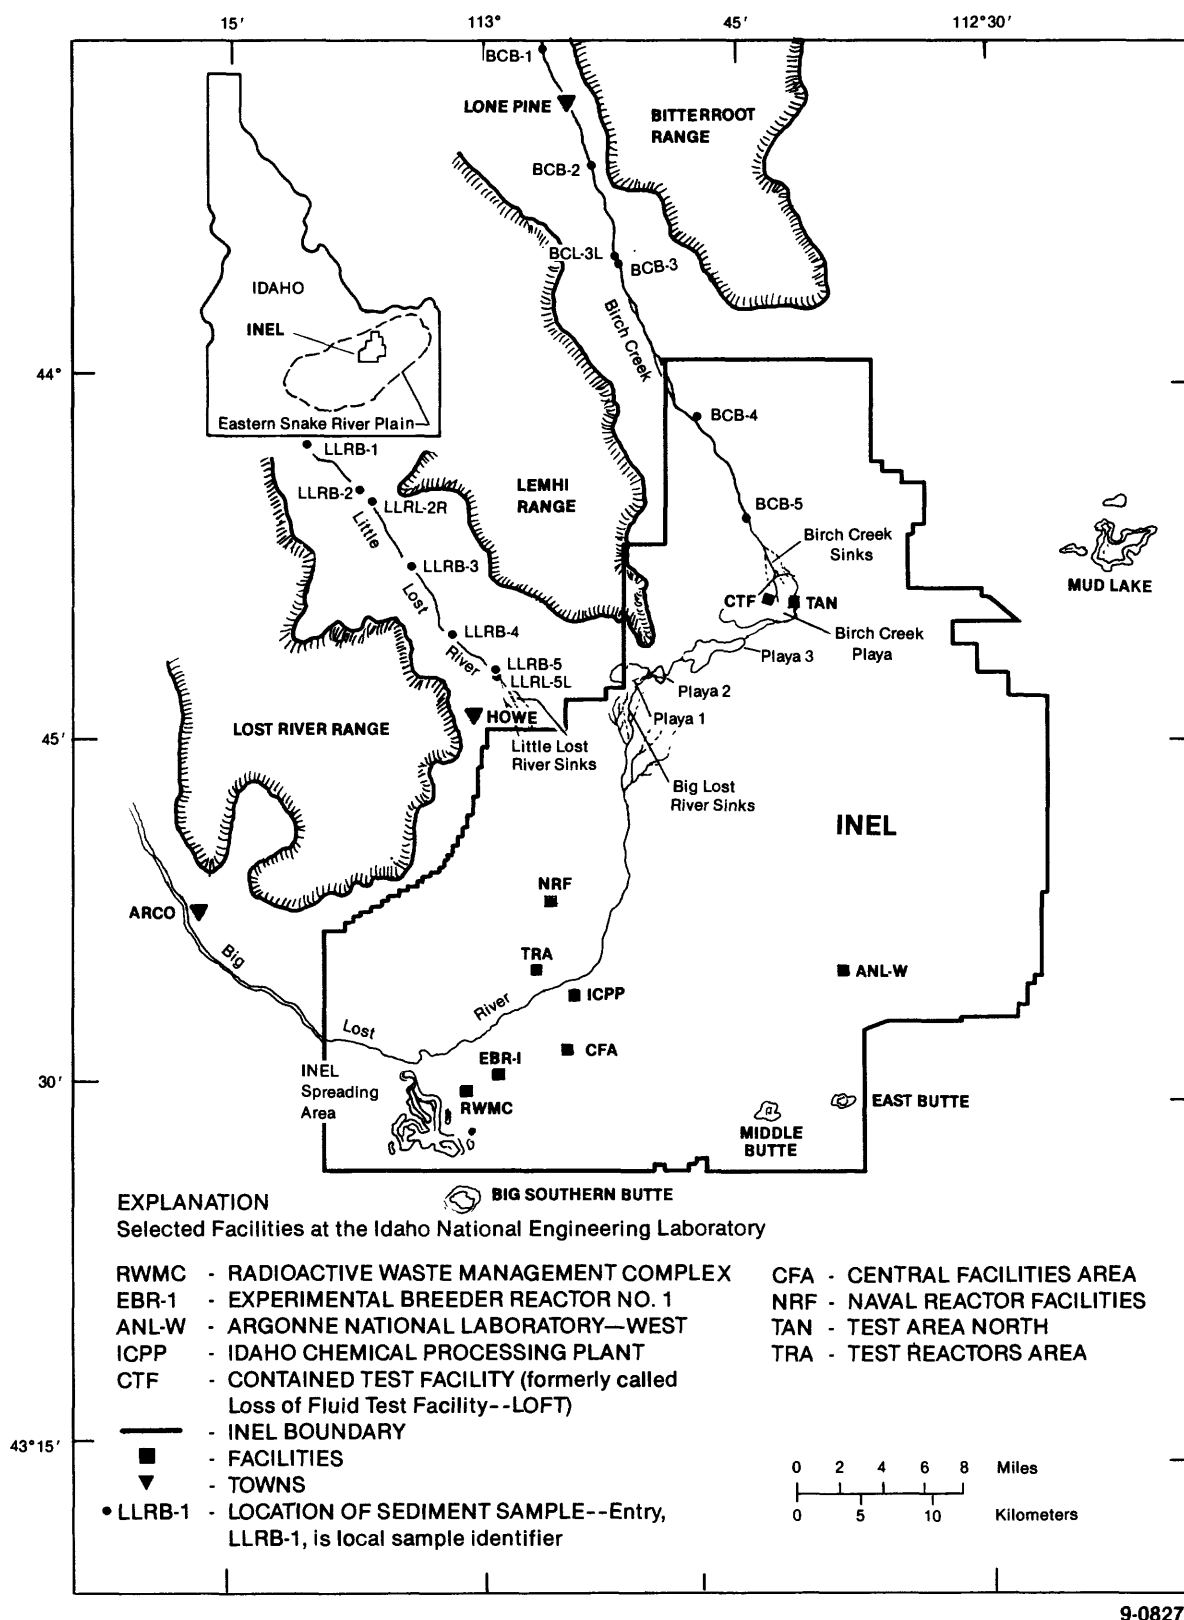 15′
113°
45′
112°30′
BCB-1
LONE PINE
BITTERROOT
RANGE
BCB-2
BCL-3L
BCB-3
IDAHO
INEL
Birch Creek
44°
Eastern Snake River Plain
BCB-4
LLRB-1
LLRB-2
LLRL-2R
LEMHI
RANGE
BCB-5
Little
Lost
River
Birch Creek
Sinks
LLRB-3
MUD LAKE
CTF
TAN
LLRB-4
Birch Creek
Playa
Playa 3
LLRB-5
LLRL-5L
Playa 2
HOWE
Playa 1
LOST RIVER RANGE
45′
Little Lost
River Sinks
Big Lost
River Sinks
INEL
NRF
ARCO
TRA
Big
ANL-W
ICPP
River
Lost
CFA
EBR-I
INEL
Spreading
Area
30′
RWMC
EAST BUTTE
MIDDLE
BUTTE
BIG SOUTHERN BUTTE
EXPLANATION
Selected Facilities at the Idaho National Engineering Laboratory
RWMC - RADIOACTIVE WASTE MANAGEMENT COMPLEX
EBR-1 - EXPERIMENTAL BREEDER REACTOR NO. 1
ANL-W - ARGONNE NATIONAL LABORATORY—WEST
ICPP - IDAHO CHEMICAL PROCESSING PLANT
CTF - CONTAINED TEST FACILITY (formerly called
Loss of Fluid Test Facility--LOFT)
- INEL BOUNDARY
- FACILITIES
- TOWNS
LLRB-1 - LOCATION OF SEDIMENT SAMPLE--Entry,
LLRB-1, is local sample identifier
CFA - CENTRAL FACILITIES AREA
NRF - NAVAL REACTOR FACILITIES
TAN - TEST AREA NORTH
TRA - TEST REACTORS AREA
43°15′
0 2 4 6 8 Miles
0 5 10 Kilometers
9-0827